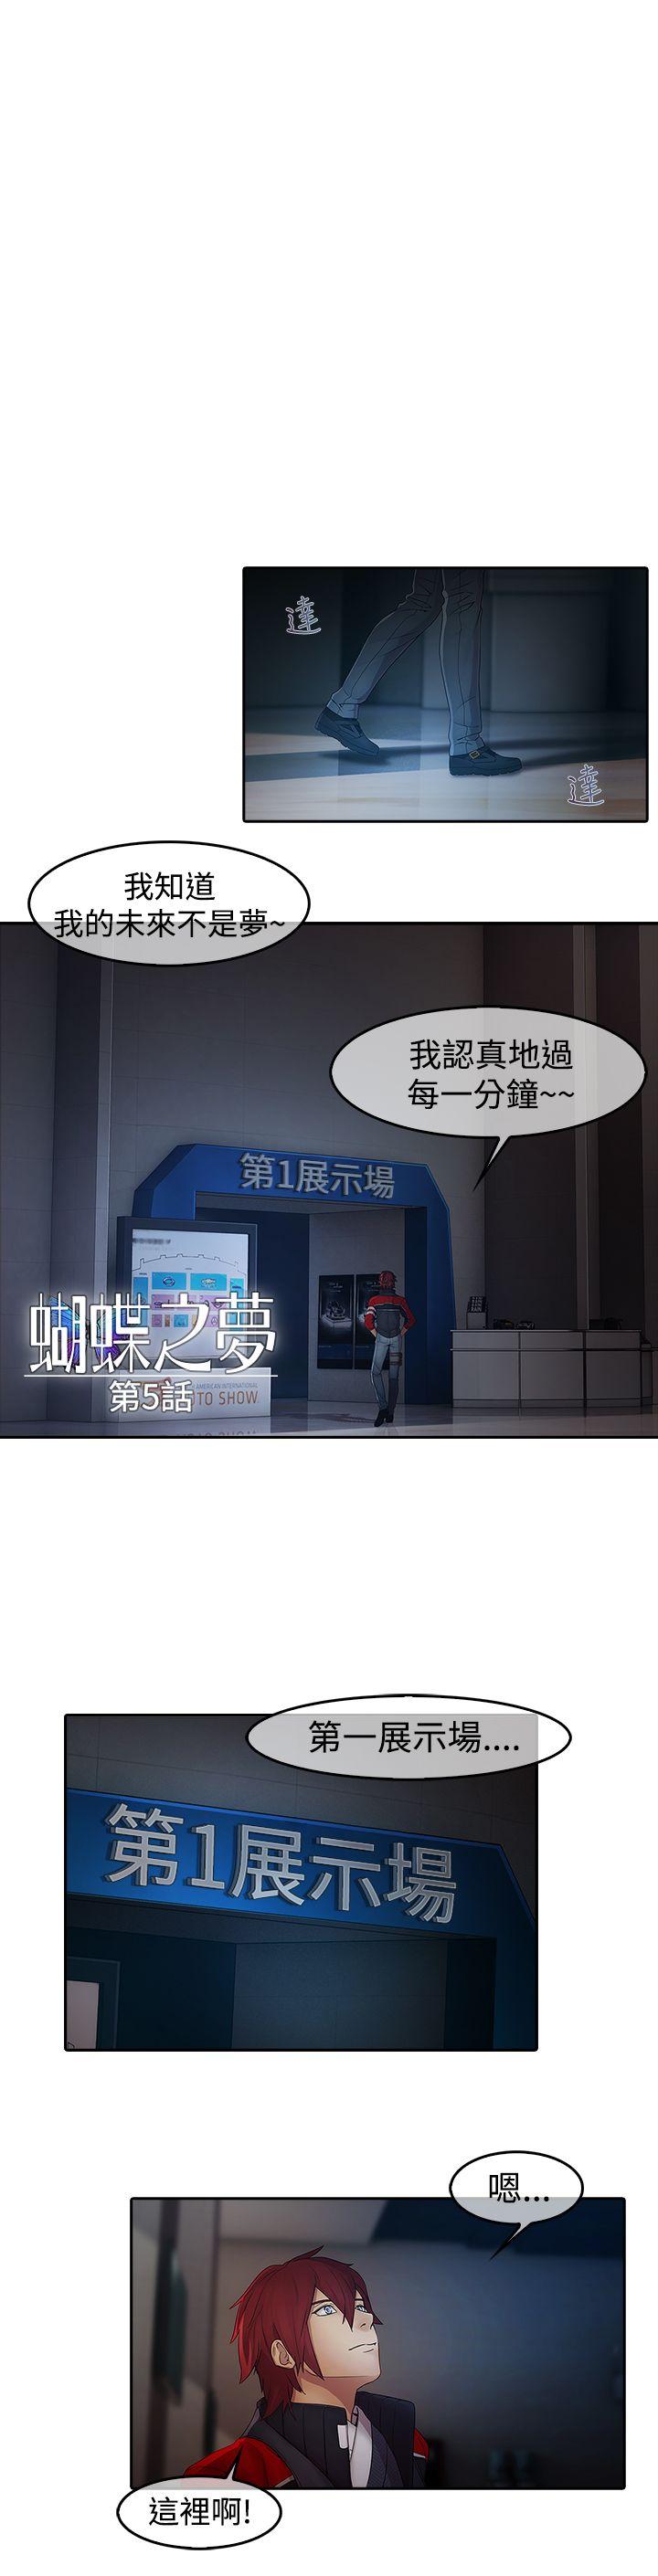 達
達
我知道
我的未來不是夢~
我認真地過
每一分鐘~~
第1展示場
蝴蝶之夢
第5話
AMERICAN INTERNATIONAL
TO SHOW
第一展示場....
第1展示場
嗯...
這裡啊!